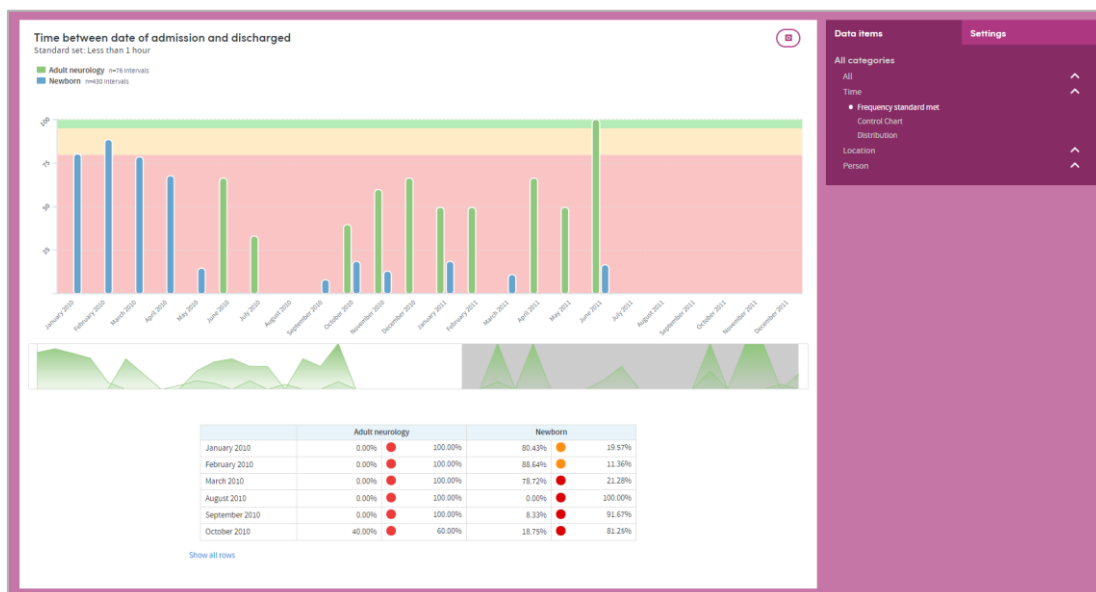 Time between date of admission and discharged
Standard set: Less than 1 hour
Adult neurology n=76 intervals
Newborn n=430 intervals
100
75
50
25
January 2010
February 2010
March 2010
April 2010
May 2010
June 2010
July 2010
August 2010
September 2010
October 2010
November 2010
December 2010
January 2011
February 2011
March 2011
April 2011
May 2011
June 2011
July 2011
August 2011
September 2011
October 2011
November 2011
December 2011
Adult neurology Newborn
January 2010 0.00% 100.00% 80.43% 19.57%
February 2010 0.00% 100.00% 88.64% 11.36%
March 2010 0.00% 100.00% 78.72% 21.28%
August 2010 0.00% 100.00% 0.00% 100.00%
September 2010 0.00% 100.00% 8.33% 91.67%
October 2010 40.00% 60.00% 18.75% 81.25%
Show all rows
Data items Settings
All categories
All
Time
Frequency standard met
Control Chart
Distribution
Location
Person